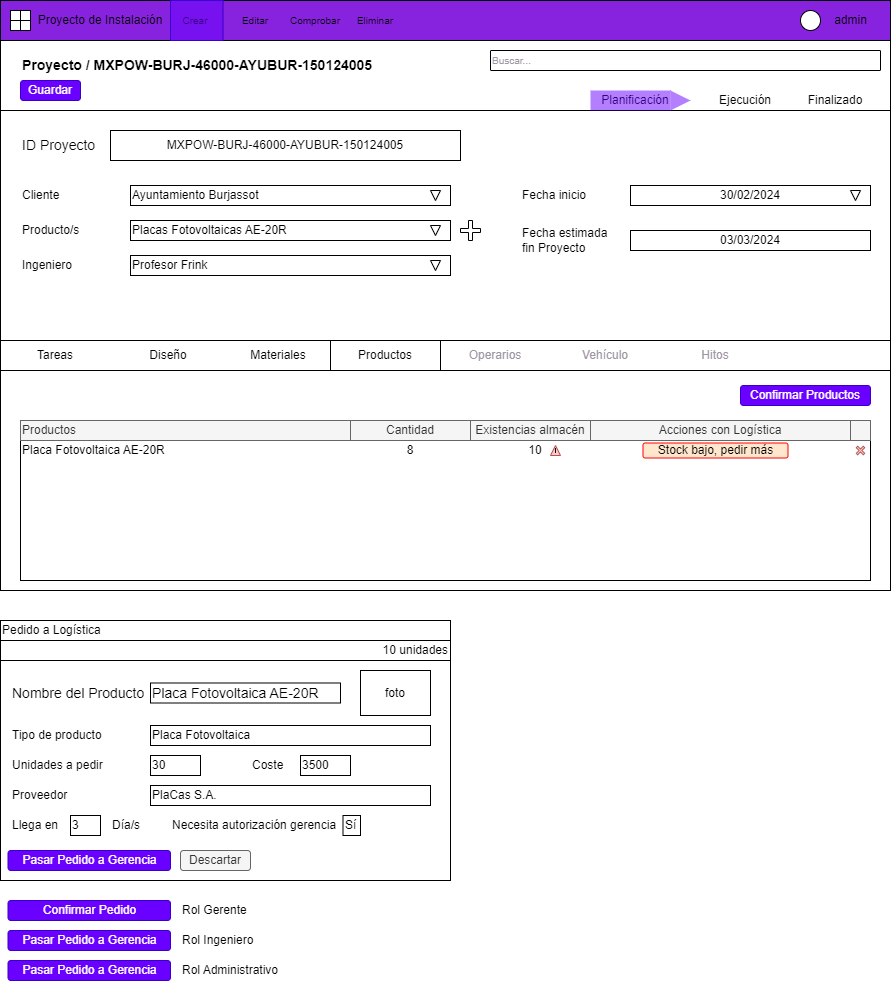 Proyecto de Instalación Crear Editar Comprobar Eliminar admin
Proyecto / MXPOW-BURJ-46000-AYUBUR-150124005
Buscar...
Guardar
Planificación Ejecución Finalizado
ID Proyecto MXPOW-BURJ-46000-AYUBUR-150124005
Cliente Ayuntamiento Burjassot Fecha inicio 30/02/2024
Producto/s Placas Fotovoltaicas AE-20R Fecha estimada
fin Proyecto 03/03/2024
Ingeniero Profesor Frink
Tareas Diseño Materiales Productos Operarios Vehículo Hitos
Confirmar Productos
Productos Cantidad Existencias almacén Acciones con Logística
Placa Fotovoltaica AE-20R 8 10 Stock bajo, pedir más
Pedido a Logística
10 unidades
Nombre del Producto Placa Fotovoltaica AE-20R foto
Tipo de producto Placa Fotovoltaica
Unidades a pedir 30 Coste 3500
Proveedor PlaCas S.A.
Llega en 3 Día/s Necesita autorización gerencia Sí
Pasar Pedido a Gerencia Descartar
Confirmar Pedido Rol Gerente
Pasar Pedido a Gerencia Rol Ingeniero
Pasar Pedido a Gerencia Rol Administrativo